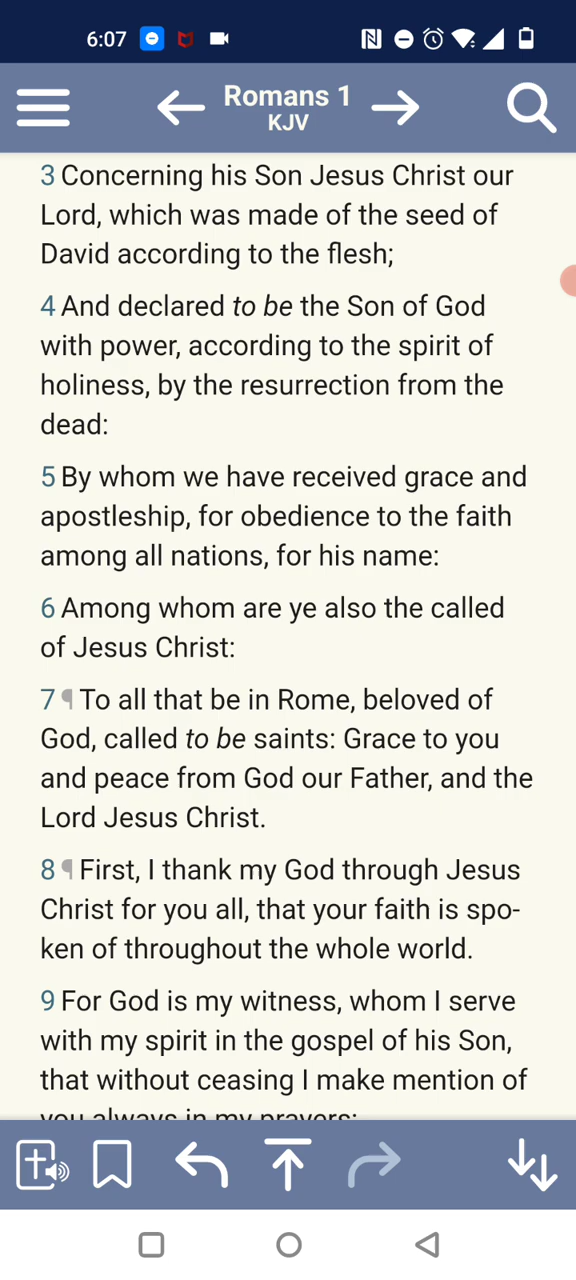 6:07
Romans 1
KJV
3 Concerning his Son Jesus Christ our
Lord, which was made of the seed of
David according to the flesh;
4 And declared to be the Son of God
with power, according to the spirit of
holiness, by the resurrection from the
dead:
5 By whom we have received grace and
apostleship, for obedience to the faith
among all nations, for his name:
6 Among whom are ye also the called
of Jesus Christ:
7 ¶ To all that be in Rome, beloved of
God, called to be saints: Grace to you
and peace from God our Father, and the
Lord Jesus Christ.
8 ¶ First, I thank my God through Jesus
Christ for you all, that your faith is spo-
ken of throughout the whole world.
9 For God is my witness, whom I serve
with my spirit in the gospel of his Son,
that without ceasing I make mention of
you always in my prayers;